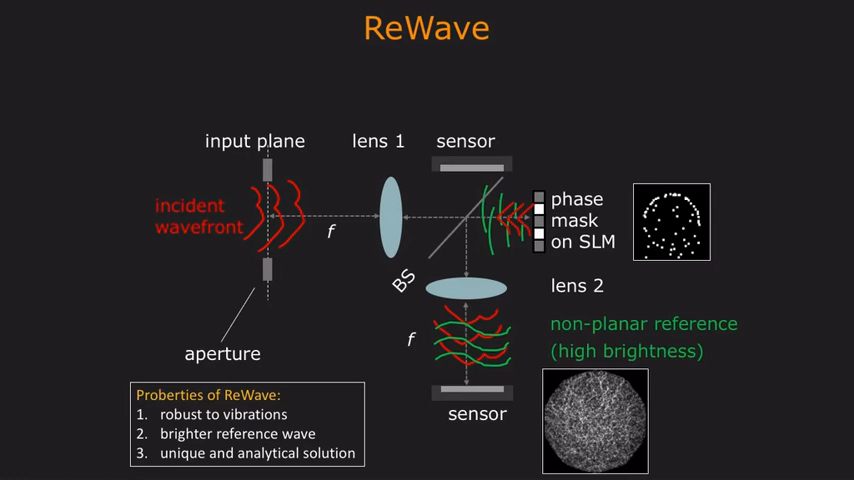 ReWave
input plane
lens 1
sensor
incident
wavefront
f
phase
mask
on SLM
BS
lens 2
f
non-planar reference
(high brightness)
aperture
sensor
Proberties of ReWave:
1. robust to vibrations
2. brighter reference wave
3. unique and analytical solution